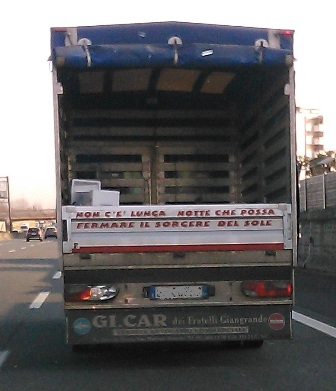 NON C'E' LUNGA NOTTE CHE POSSA
FERMARE IL SORGERE DEL SOLE
GI.CAR dei Fratelli Giangrande